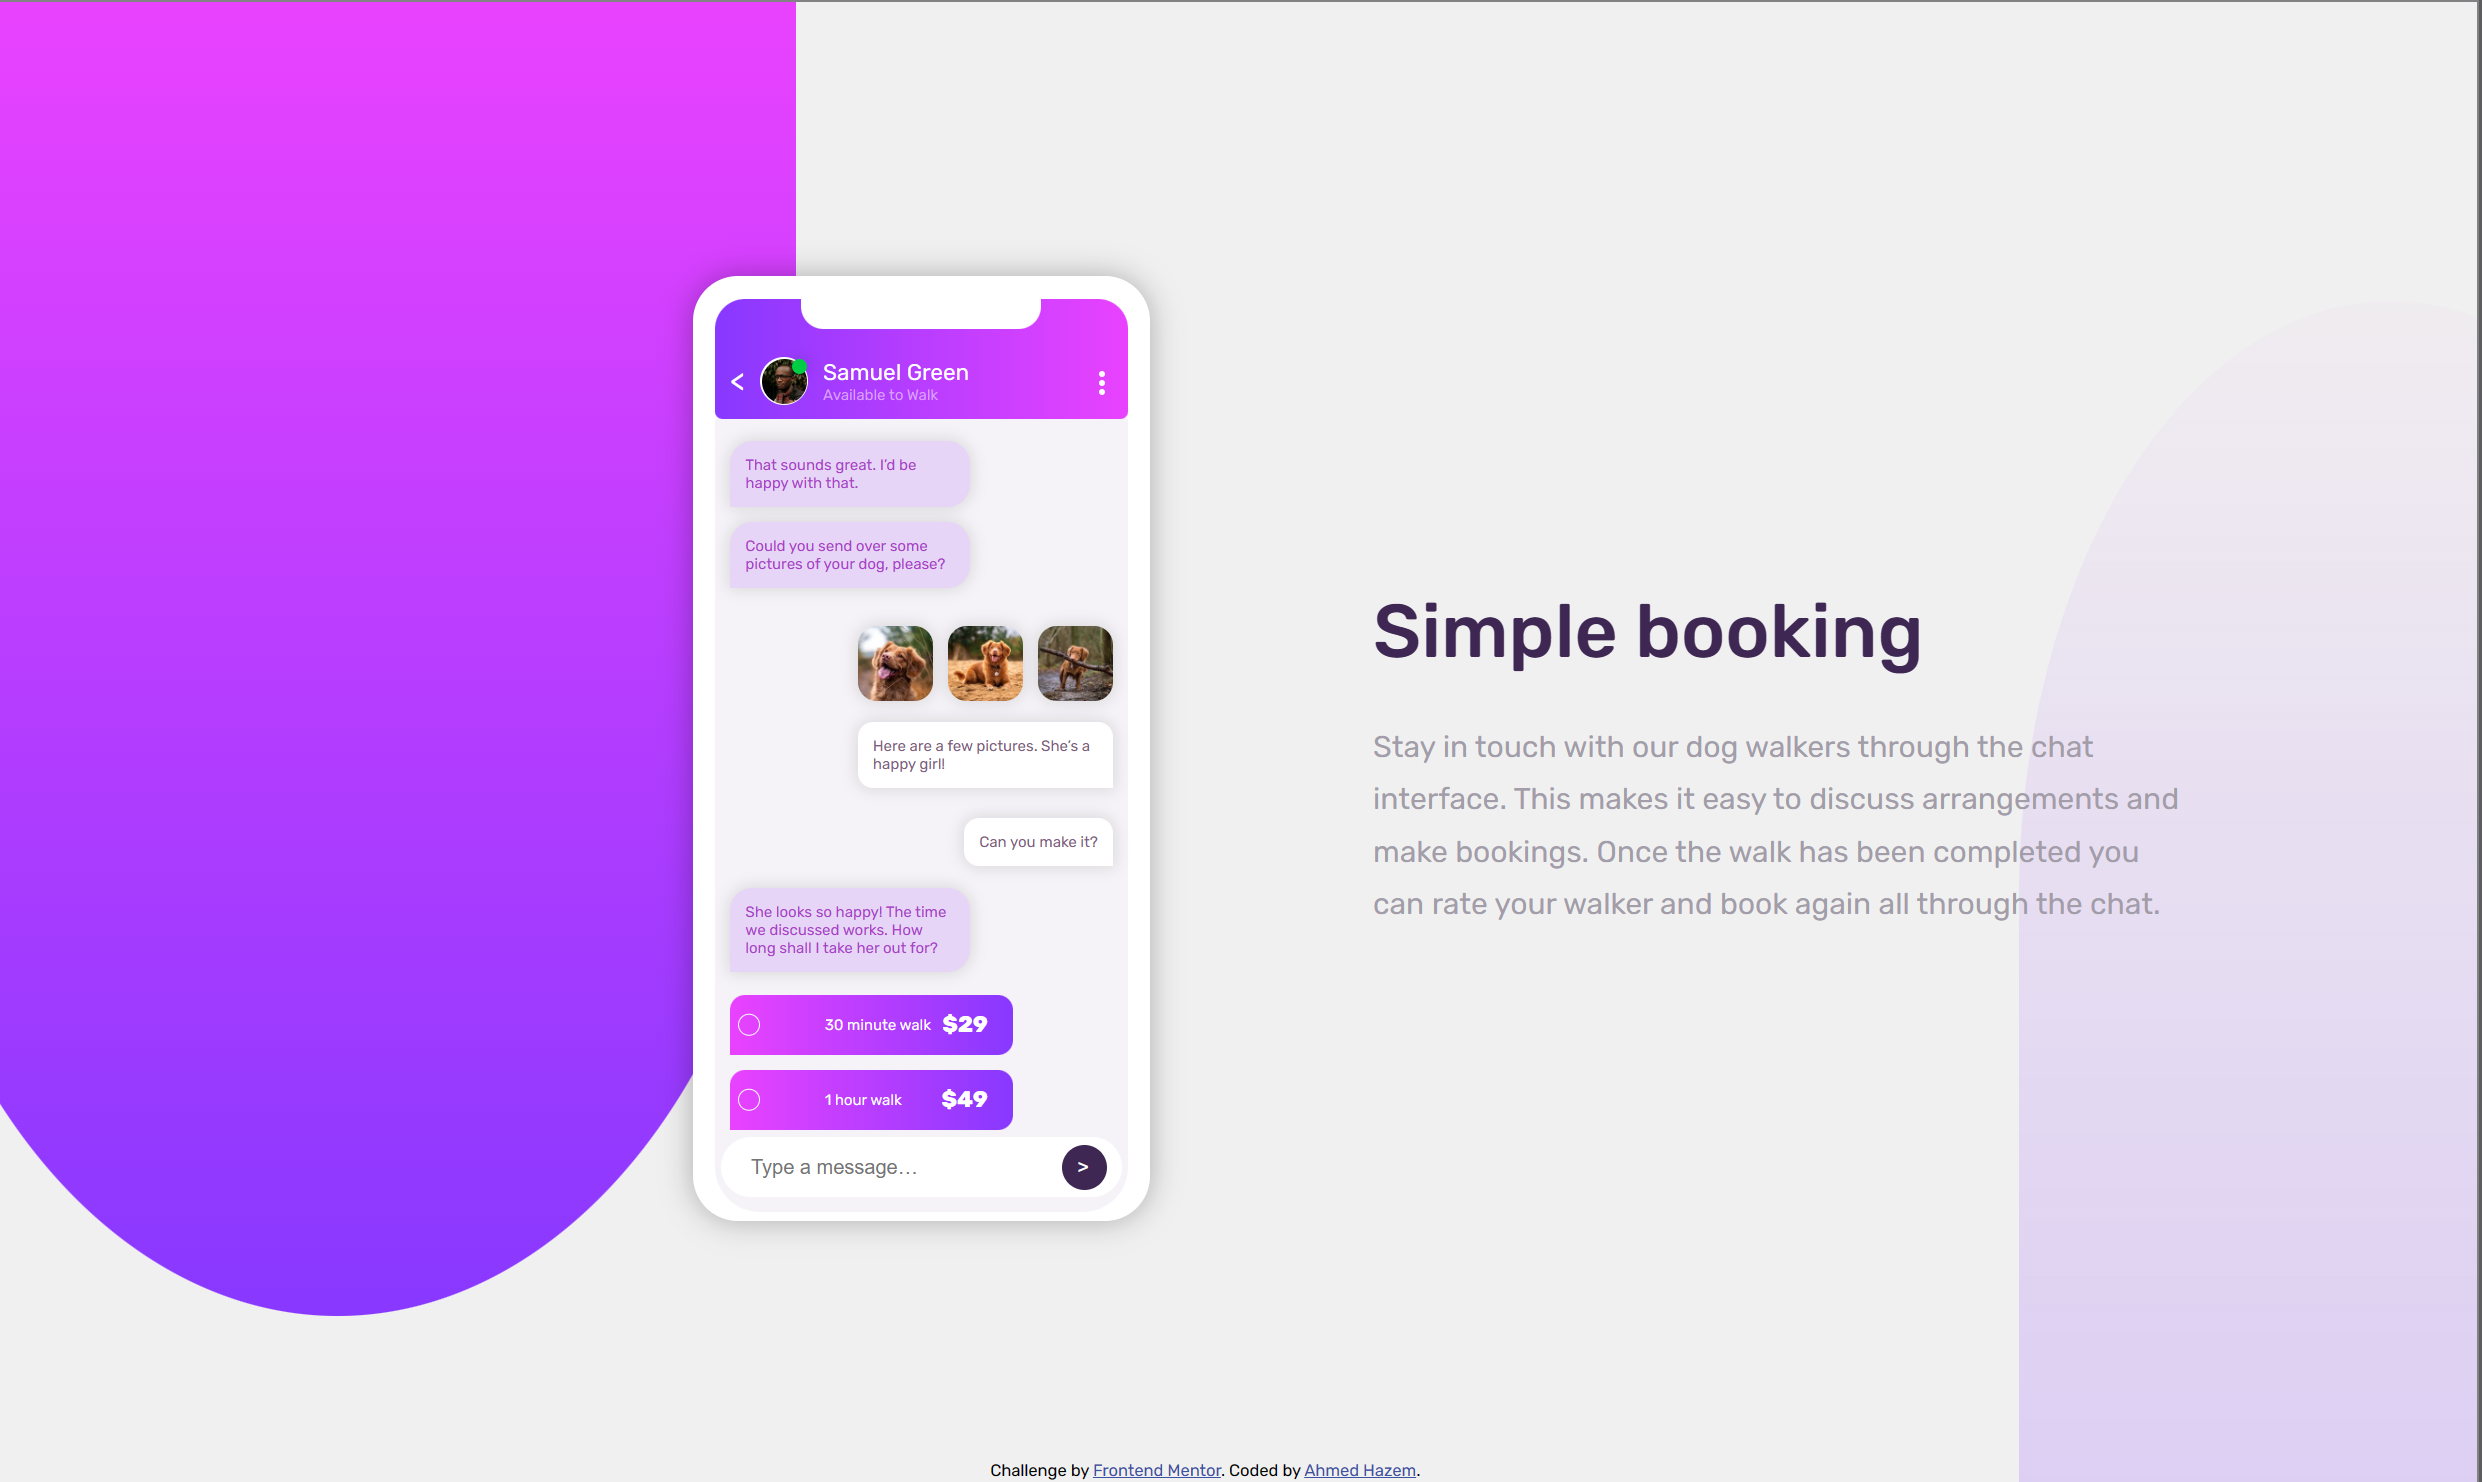 <
Samuel Green
Available to Walk
That sounds great. I’d be
happy with that.
Could you send over some
pictures of your dog, please?
Here are a few pictures. She’s a
happy girl!
Can you make it?
She looks so happy! The time
we discussed works. How
long shall I take her out for?
30 minute walk $29
1 hour walk $49
Type a message… >
Simple booking
Stay in touch with our dog walkers through the chat
interface. This makes it easy to discuss arrangements and
make bookings. Once the walk has been completed you
can rate your walker and book again all through the chat.
Challenge by Frontend Mentor. Coded by Ahmed Hazem.